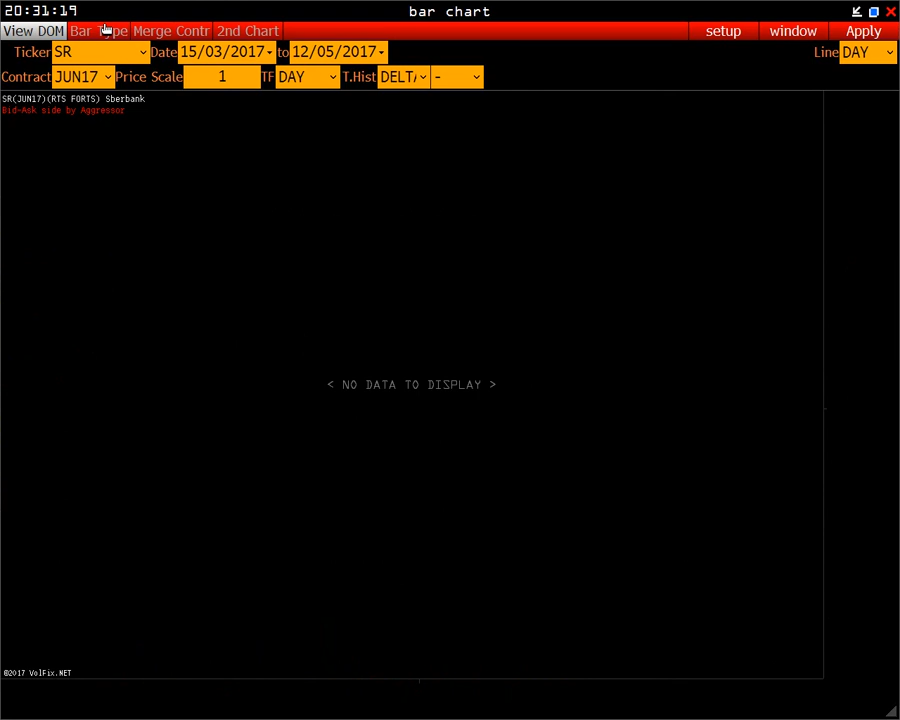 20:31:19 bar chart
View DOM Bar Type Merge Contr 2nd Chart setup window Apply
Ticker SR Date 15/03/2017 to 12/05/2017 Line DAY
Contract JUN17 Price Scale 1 TF DAY T.Hist DELT -
SR(JUN17)(RTS FORTS) Sberbank
Bid-Ask side by Aggressor
< NO DATA TO DISPLAY >
©2017 VolFix.NET